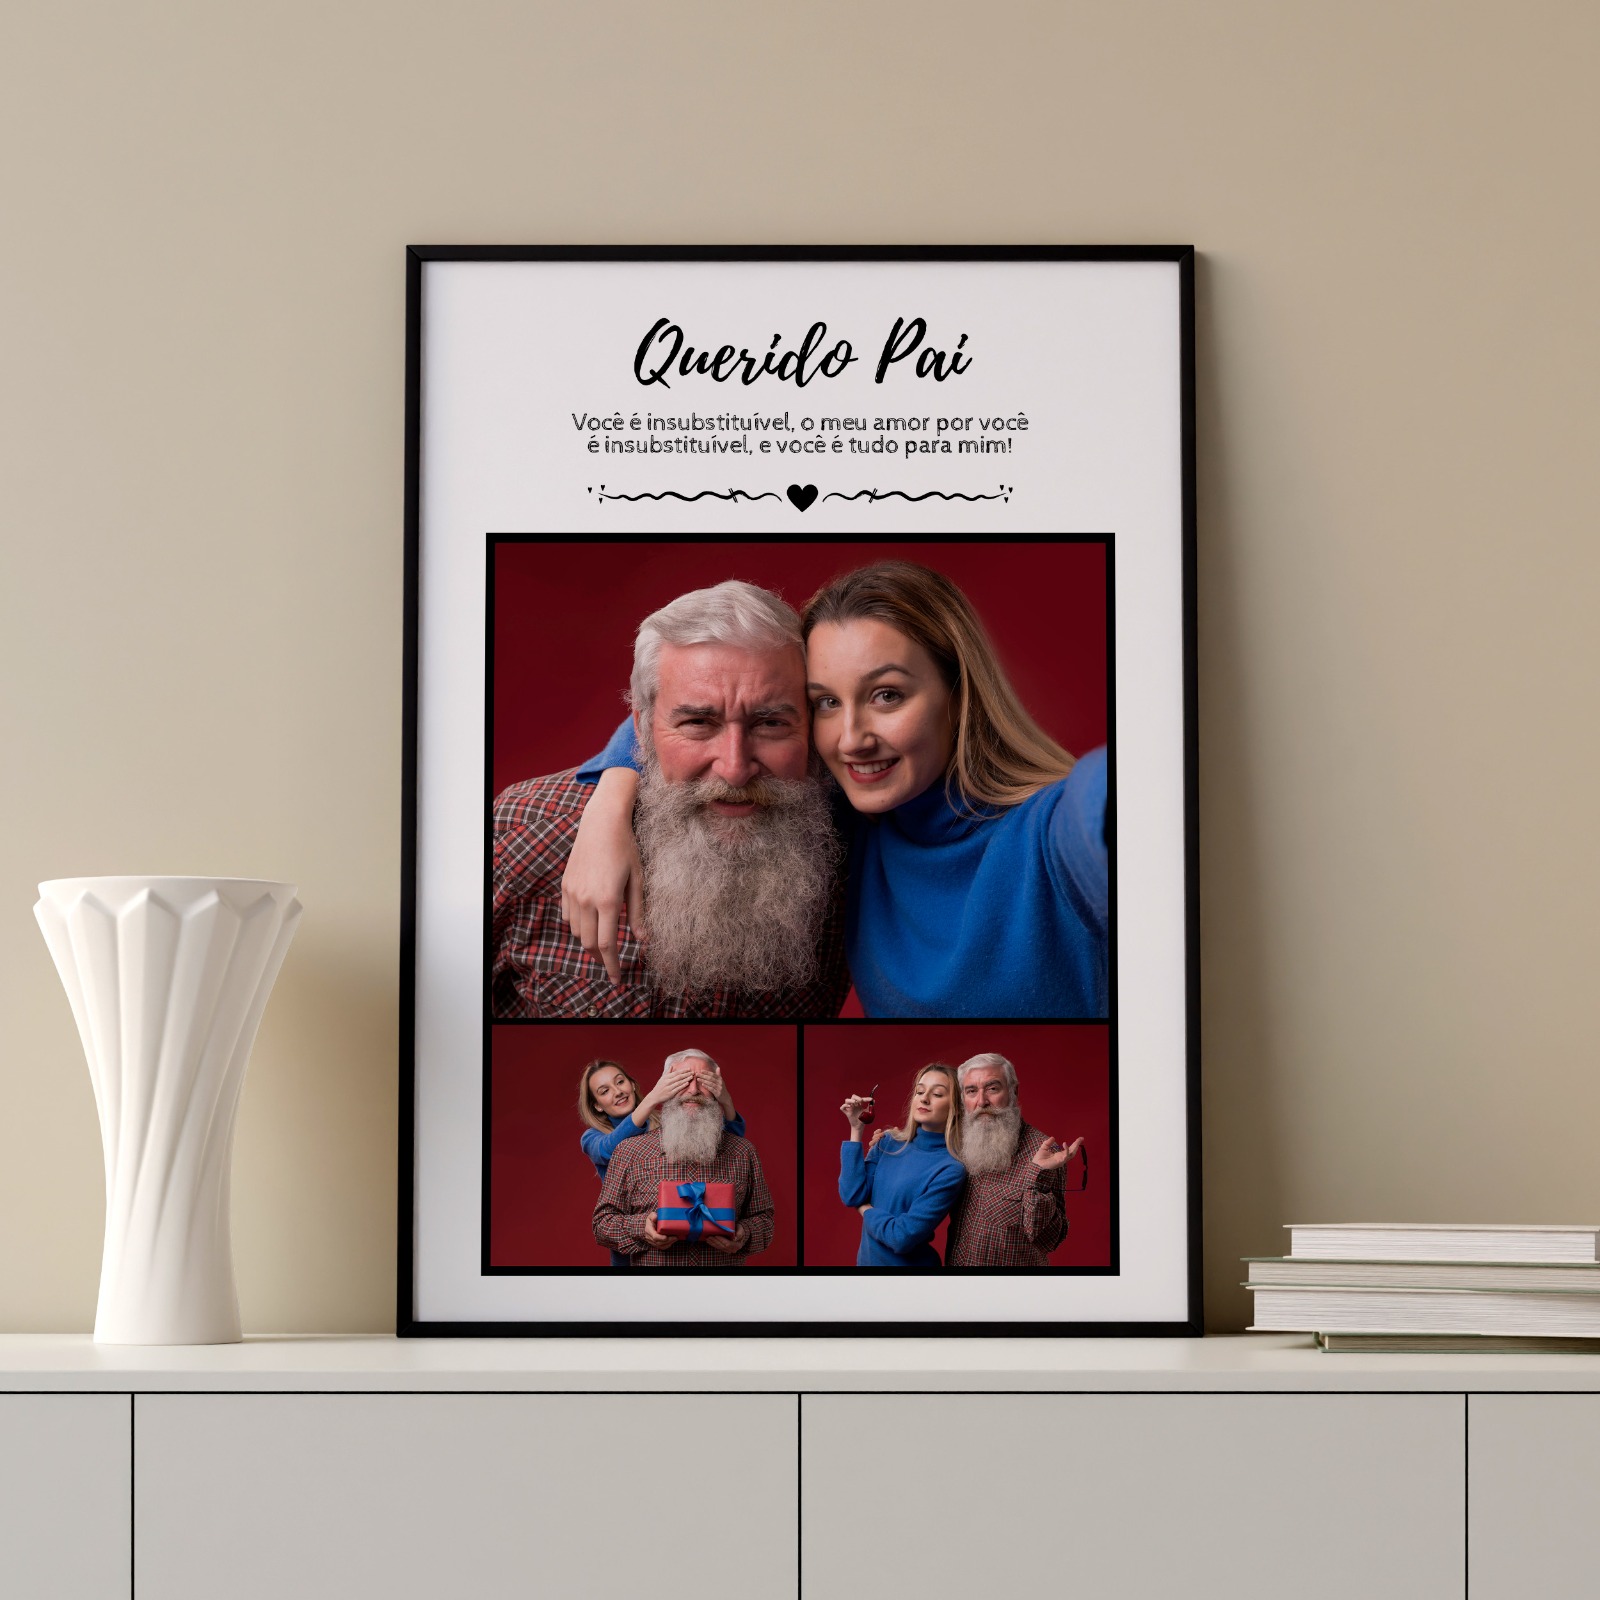 Querido Pai
Você é insubstituível, o meu amor por você
é insubstituível, e você é tudo para mim!